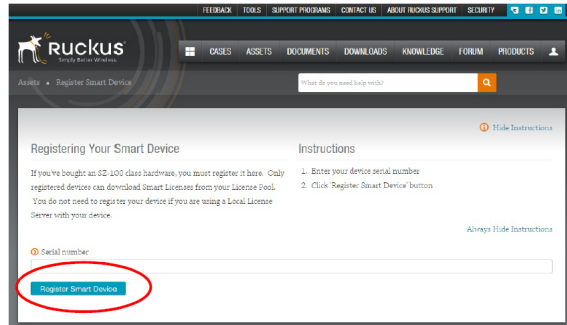 FEEDBACK TOOLS SUPPORT PROGRAMS CONTACT US ABOUT RUCKUS SUPPORT SECURITY
Ruckus
Simply Better Wireless
CASES ASSETS DOCUMENTS DOWNLOADS KNOWLEDGE FORUM PRODUCTS
Assets • Register Smart Device
What do you need help with?
Hide Instructions
Registering Your Smart Device
If you've bought an SZ-100 class hardware, you must register it here. Only
registered devices can download Smart Licenses from your License Pool.
You do not need to register your device if you are using a Local License
Server with your device.
Instructions
1. Enter your device serial number
2. Click 'Register Smart Device' button
Always Hide Instructions
Serial number
Register Smart Device